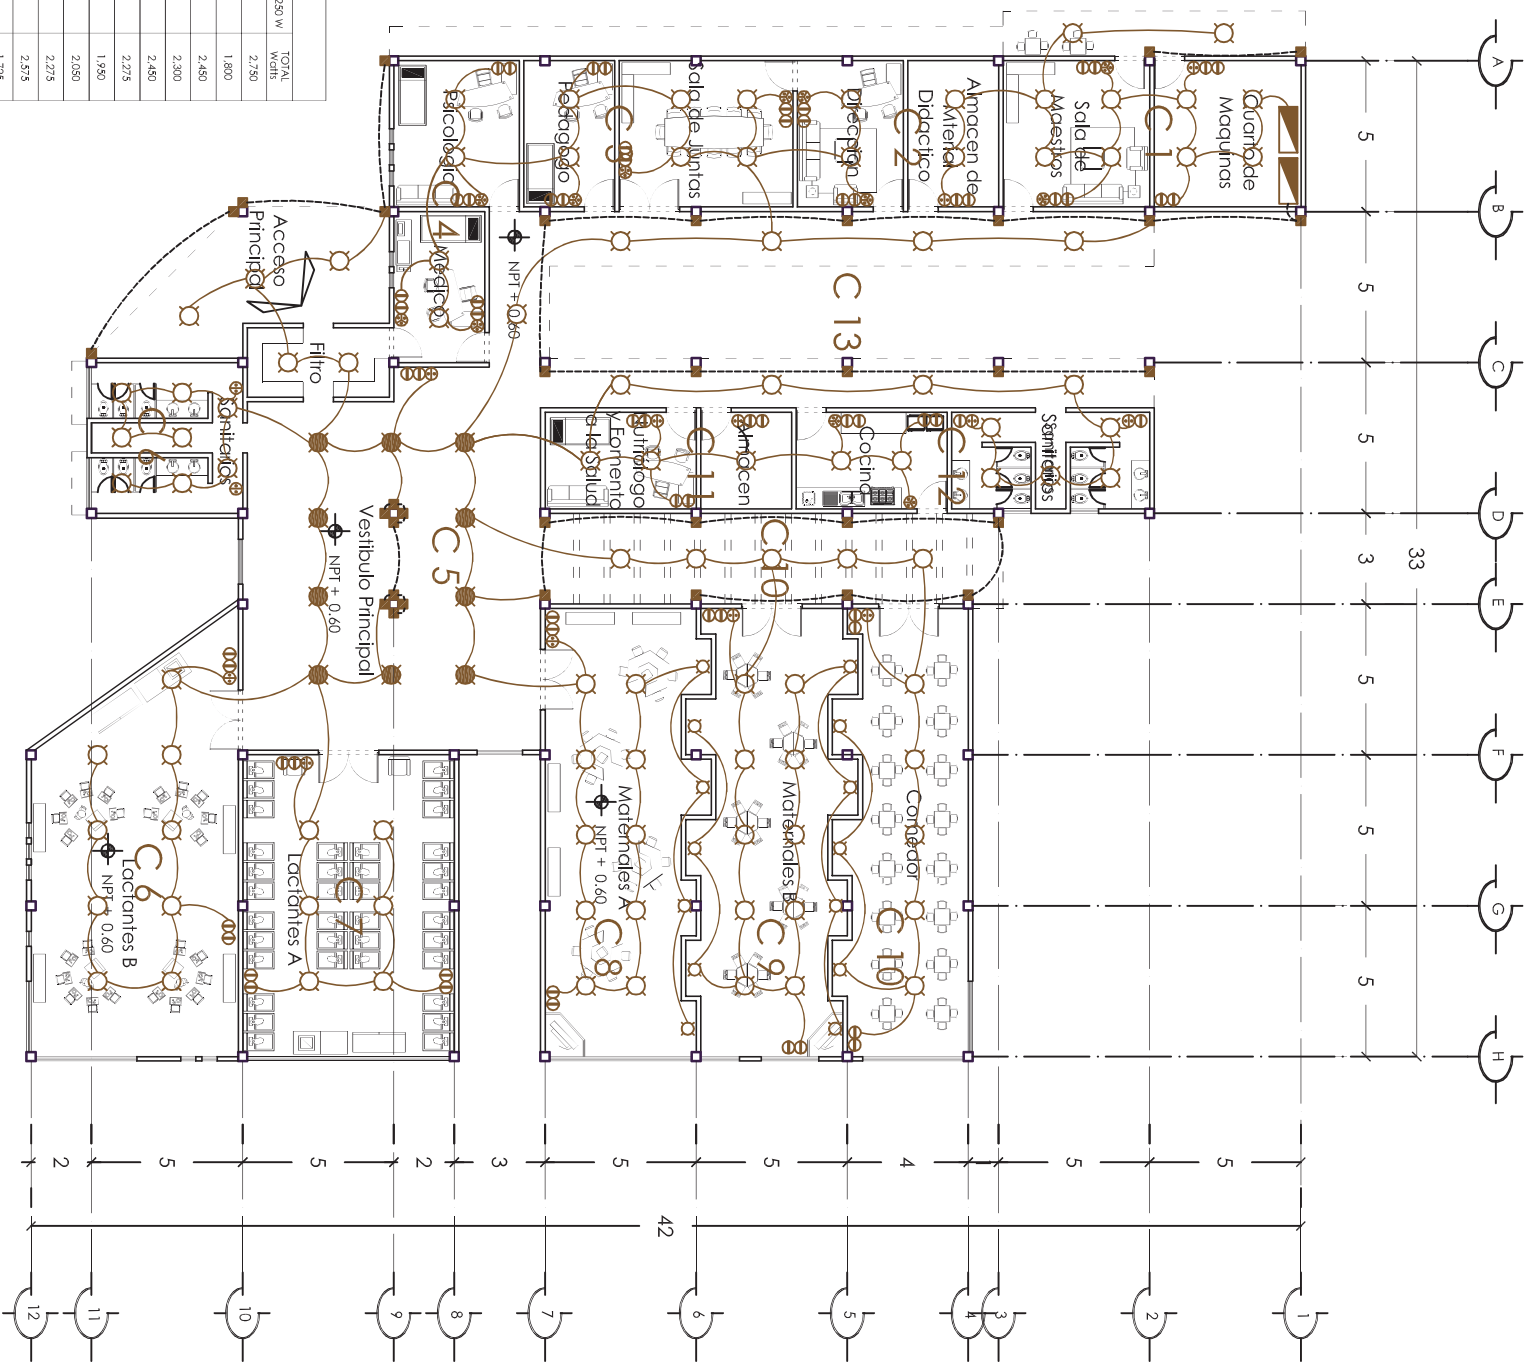 250 W
TOTAL
Watts
2,750
1,800
2,450
2,300
2,450
2,275
1,950
2,050
2,275
2,575
A
B
C
D
E
F
G
H
5
5
5
3
5
5
5
33
1
2
3
4
5
6
7
8
9
10
11
12
5
5
1
4
5
5
3
2
5
5
2
42
Cuarto de
Maquinas
C 1
Sala de
Maestros
Almacen de
Mterial
Didactico
C 2
Direccion
Sala de Juntas
C 3
Pedagogo
Psicologia
C 4
Medico
NPT + 0.60
Acceso
Principal
Filtro
C 13
Sanitarios
C 12
Cocina
Almacen
C 11
Nutriologo
y Fomento
a la Salud
Sanitarios
C 6
C 5
Vestibulo Principal
NPT + 0.60
C 10
Comedor
C 10
Maternales B
C 9
Maternales A
NPT + 0.60
C 8
Lactantes A
C 7
Lactantes B
NPT + 0.60
C 6